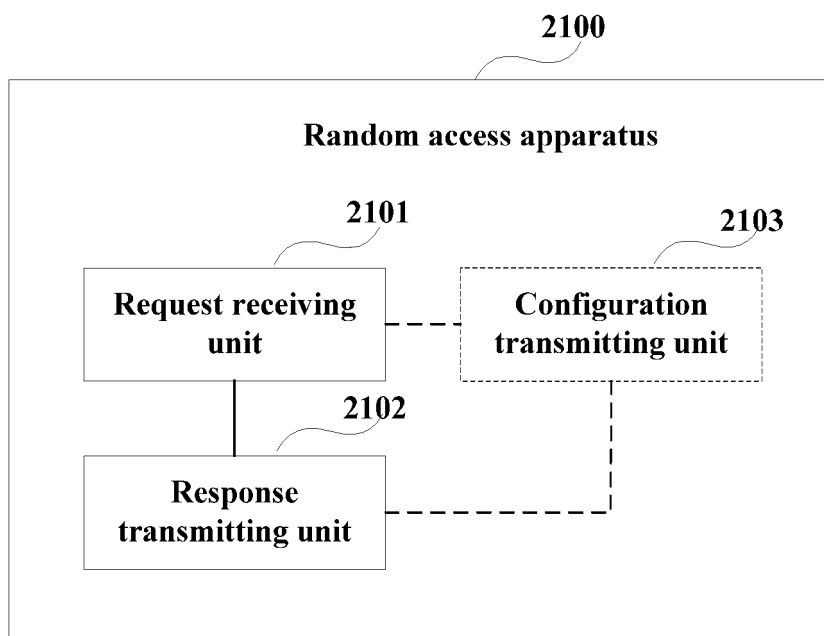 2100
Random access apparatus
2101
2103
Request receiving
unit
Configuration
transmitting unit
2102
Response
transmitting unit